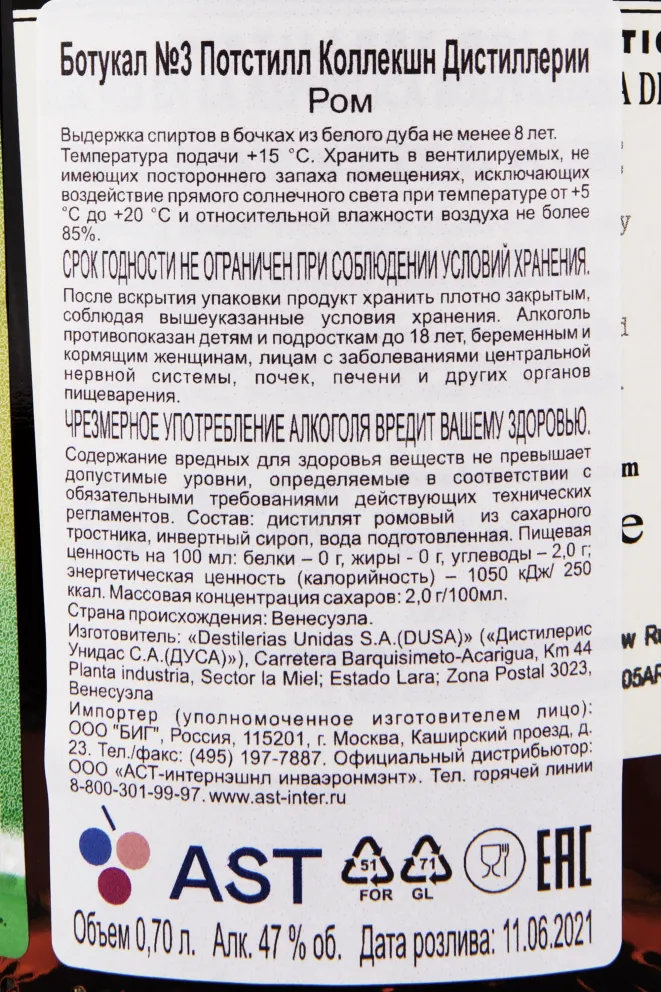 Ботукал №3 Потстилл Коллекшн Дистиллерии
Ром
Выдержка спиртов в бочках из белого дуба не менее 8 лет.
Температура подачи +15 °С. Хранить в вентилируемых, не
имеющих постороннего запаха помещениях, исключающих
воздействие прямого солнечного света при температуре от +5
°С до +20 °С и относительной влажности воздуха не более
85%.
СРОК ГОДНОСТИ НЕ ОГРАНИЧЕН ПРИ СОБЛЮДЕНИИ УСЛОВИЙ ХРАНЕНИЯ.
После вскрытия упаковки продукт хранить плотно закрытым,
соблюдая вышеуказанные условия хранения. Алкоголь
противопоказан детям и подросткам до 18 лет, беременным и
кормящим женщинам, лицам с заболеваниями центральной
нервной системы, почек, печени и других органов
пищеварения.
ЧРЕЗМЕРНОЕ УПОТРЕБЛЕНИЕ АЛКОГОЛЯ ВРЕДИТ ВАШЕМУ ЗДОРОВЬЮ.
Содержание вредных для здоровья веществ не превышает
допустимые уровни, определяемые в соответствии с
обязательными требованиями действующих технических
регламентов. Состав: дистиллят ромовый из сахарного
тростника, инвертный сироп, вода подготовленная. Пищевая
ценность на 100 мл: белки – 0 г, жиры - 0 г, углеводы – 2,0 г;
энергетическая ценность (калорийность) – 1050 кДж/ 250
ккал. Массовая концентрация сахаров: 2,0 г/100мл.
Страна происхождения: Венесуэла.
Изготовитель: «Destilerias Unidas S.A.(DUSA)» («Дистилерис
Унидас С.А.(ДУСА)»), Carretera Barquisimeto-Acarigua, Km 44
Planta industria, Sector la Miel; Estado Lara; Zona Postal 3023,
Венесуэла
Импортер (уполномоченное изготовителем лицо):
ООО "БИГ", Россия, 115201, г. Москва, Каширский проезд, д.
23. Тел./факс: (495) 197-7887. Официальный дистрибьютор:
ООО «АСТ-интернэшнл инваэронмэнт». Тел. горячей линии
8-800-301-99-97. www.ast-inter.ru
AST
51
FOR
71
GL
EAC
Объем 0,70 л. Алк. 47 % об. Дата розлива: 11.06.2021